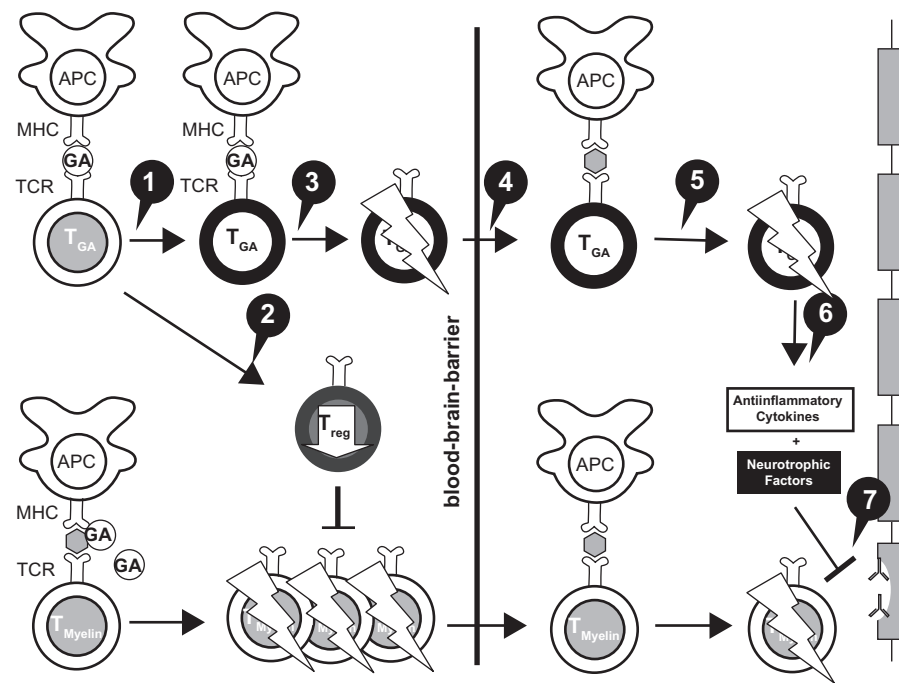 APC
APC
APC
MHC
MHC
GA
GA
TCR
TCR
1
3
4
5
T GA
T GA
T GA
2
6
blood-brain-barrier
T reg
Antiinflammatory
Cytokines
+
Neurotrophic
Factors
7
APC
APC
MHC
GA
GA
TCR
T Myelin
T Myelin